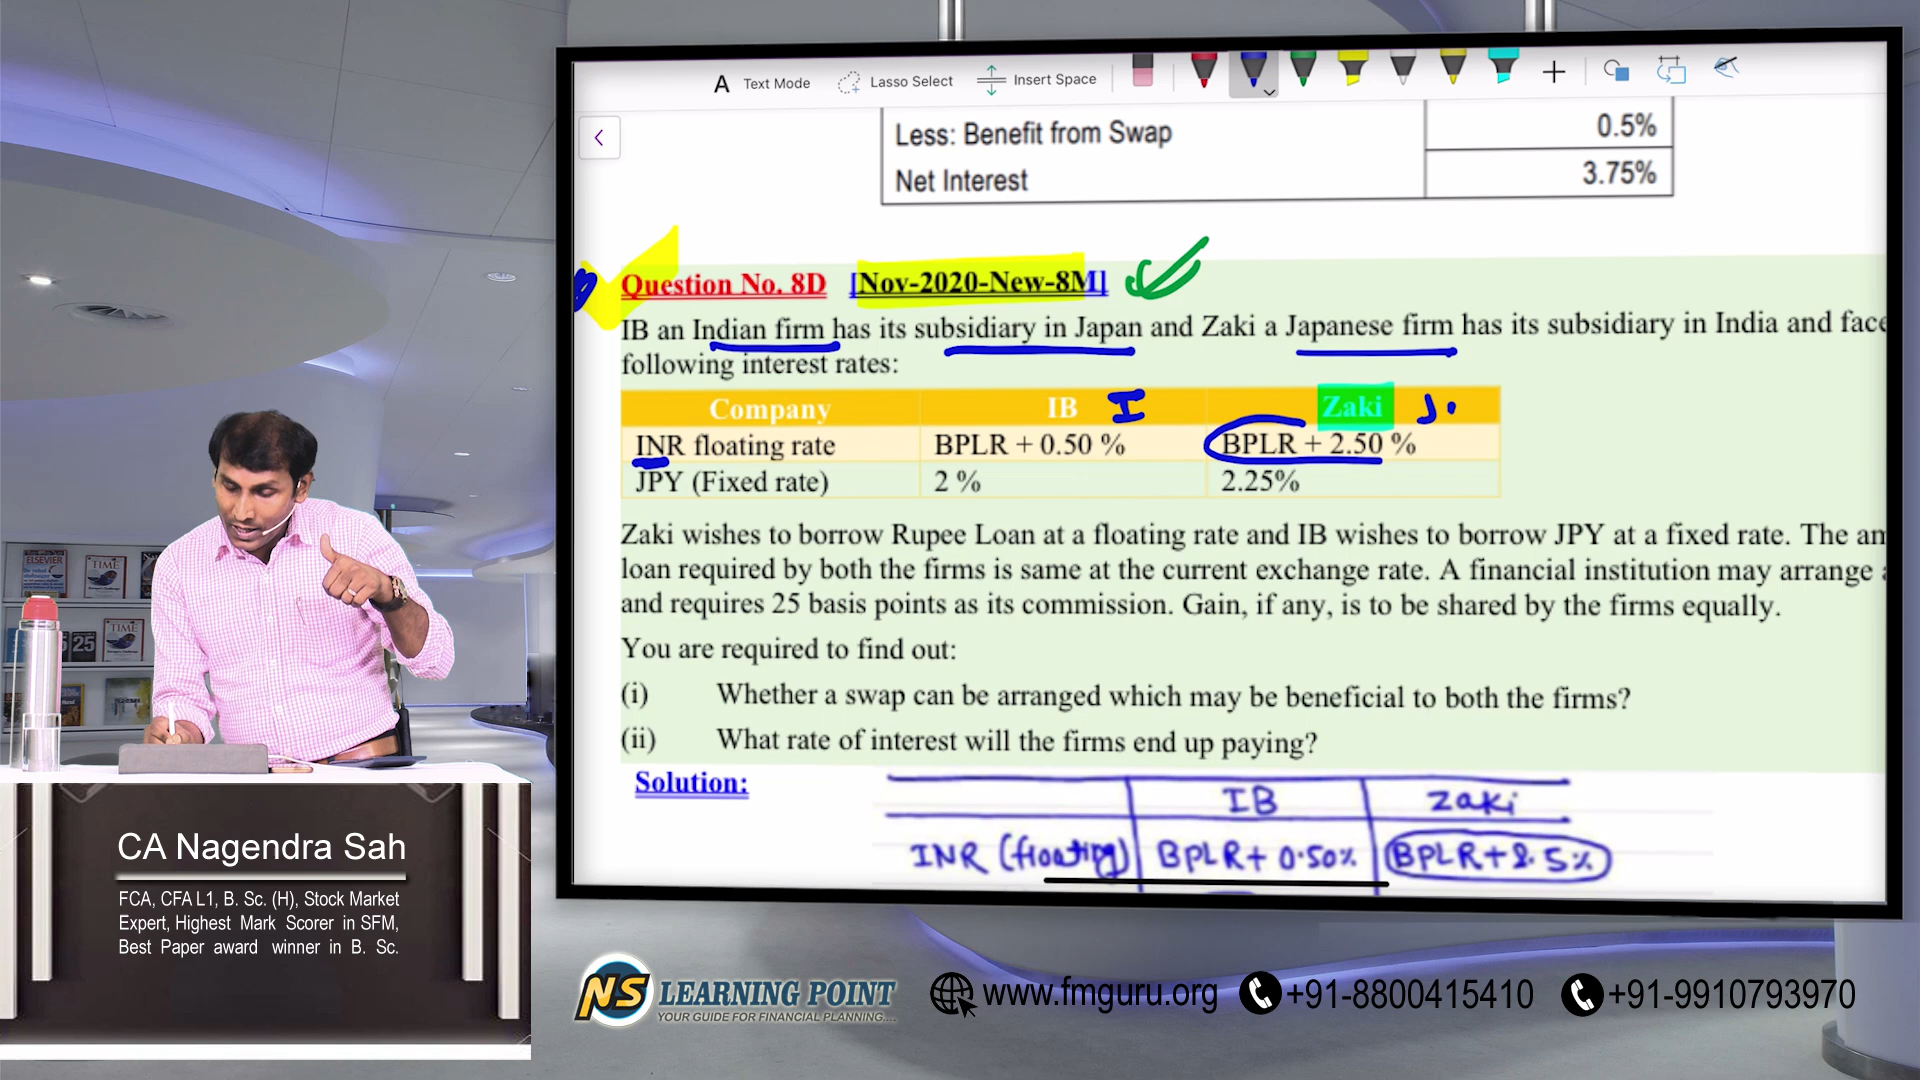 A Text Mode Lasso Select Insert Space
Less: Benefit from Swap 0.5%
Net Interest 3.75%
Question No. 8D [Nov-2020-New-8M]
IB an Indian firm has its subsidiary in Japan and Zaki a Japanese firm has its subsidiary in India and face
following interest rates:
Company IB I Zaki J.
INR floating rate BPLR + 0.50 % BPLR + 2.50 %
JPY (Fixed rate) 2 % 2.25%
Zaki wishes to borrow Rupee Loan at a floating rate and IB wishes to borrow JPY at a fixed rate. The am
loan required by both the firms is same at the current exchange rate. A financial institution may arrange
and requires 25 basis points as its commission. Gain, if any, is to be shared by the firms equally.
You are required to find out:
(i) Whether a swap can be arranged which may be beneficial to both the firms?
(ii) What rate of interest will the firms end up paying?
Solution:
IB Zaki
INR (floating) BPLR+ 0.50% BPLR+2.5%
ELSEVIER
TIME
TIME
25
CA Nagendra Sah
FCA, CFA L1, B. Sc. (H), Stock Market
Expert, Highest Mark Scorer in SFM,
Best Paper award winner in B. Sc.
NS LEARNING POINT
YOUR GUIDE FOR FINANCIAL PLANNING....
www.fmguru.org +91-8800415410 +91-9910793970